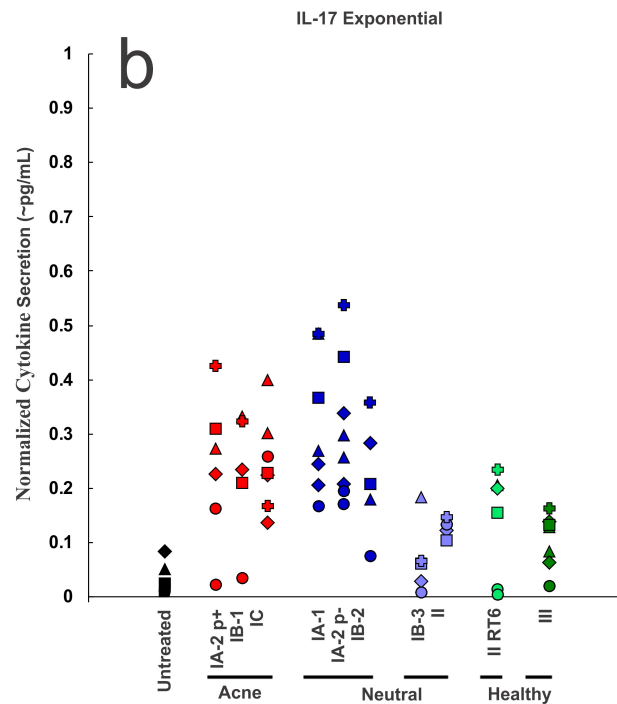 IL-17 Exponential
b
Normalized Cytokine Secretion (~pg/mL)
1
0.9
0.8
0.7
0.6
0.5
0.4
0.3
0.2
0.1
0
Untreated
IA-2 p+
IB-1
IC
IA-1
IA-2 p-
IB-2
IB-3
II
II RT6
III
Acne
Neutral
Healthy